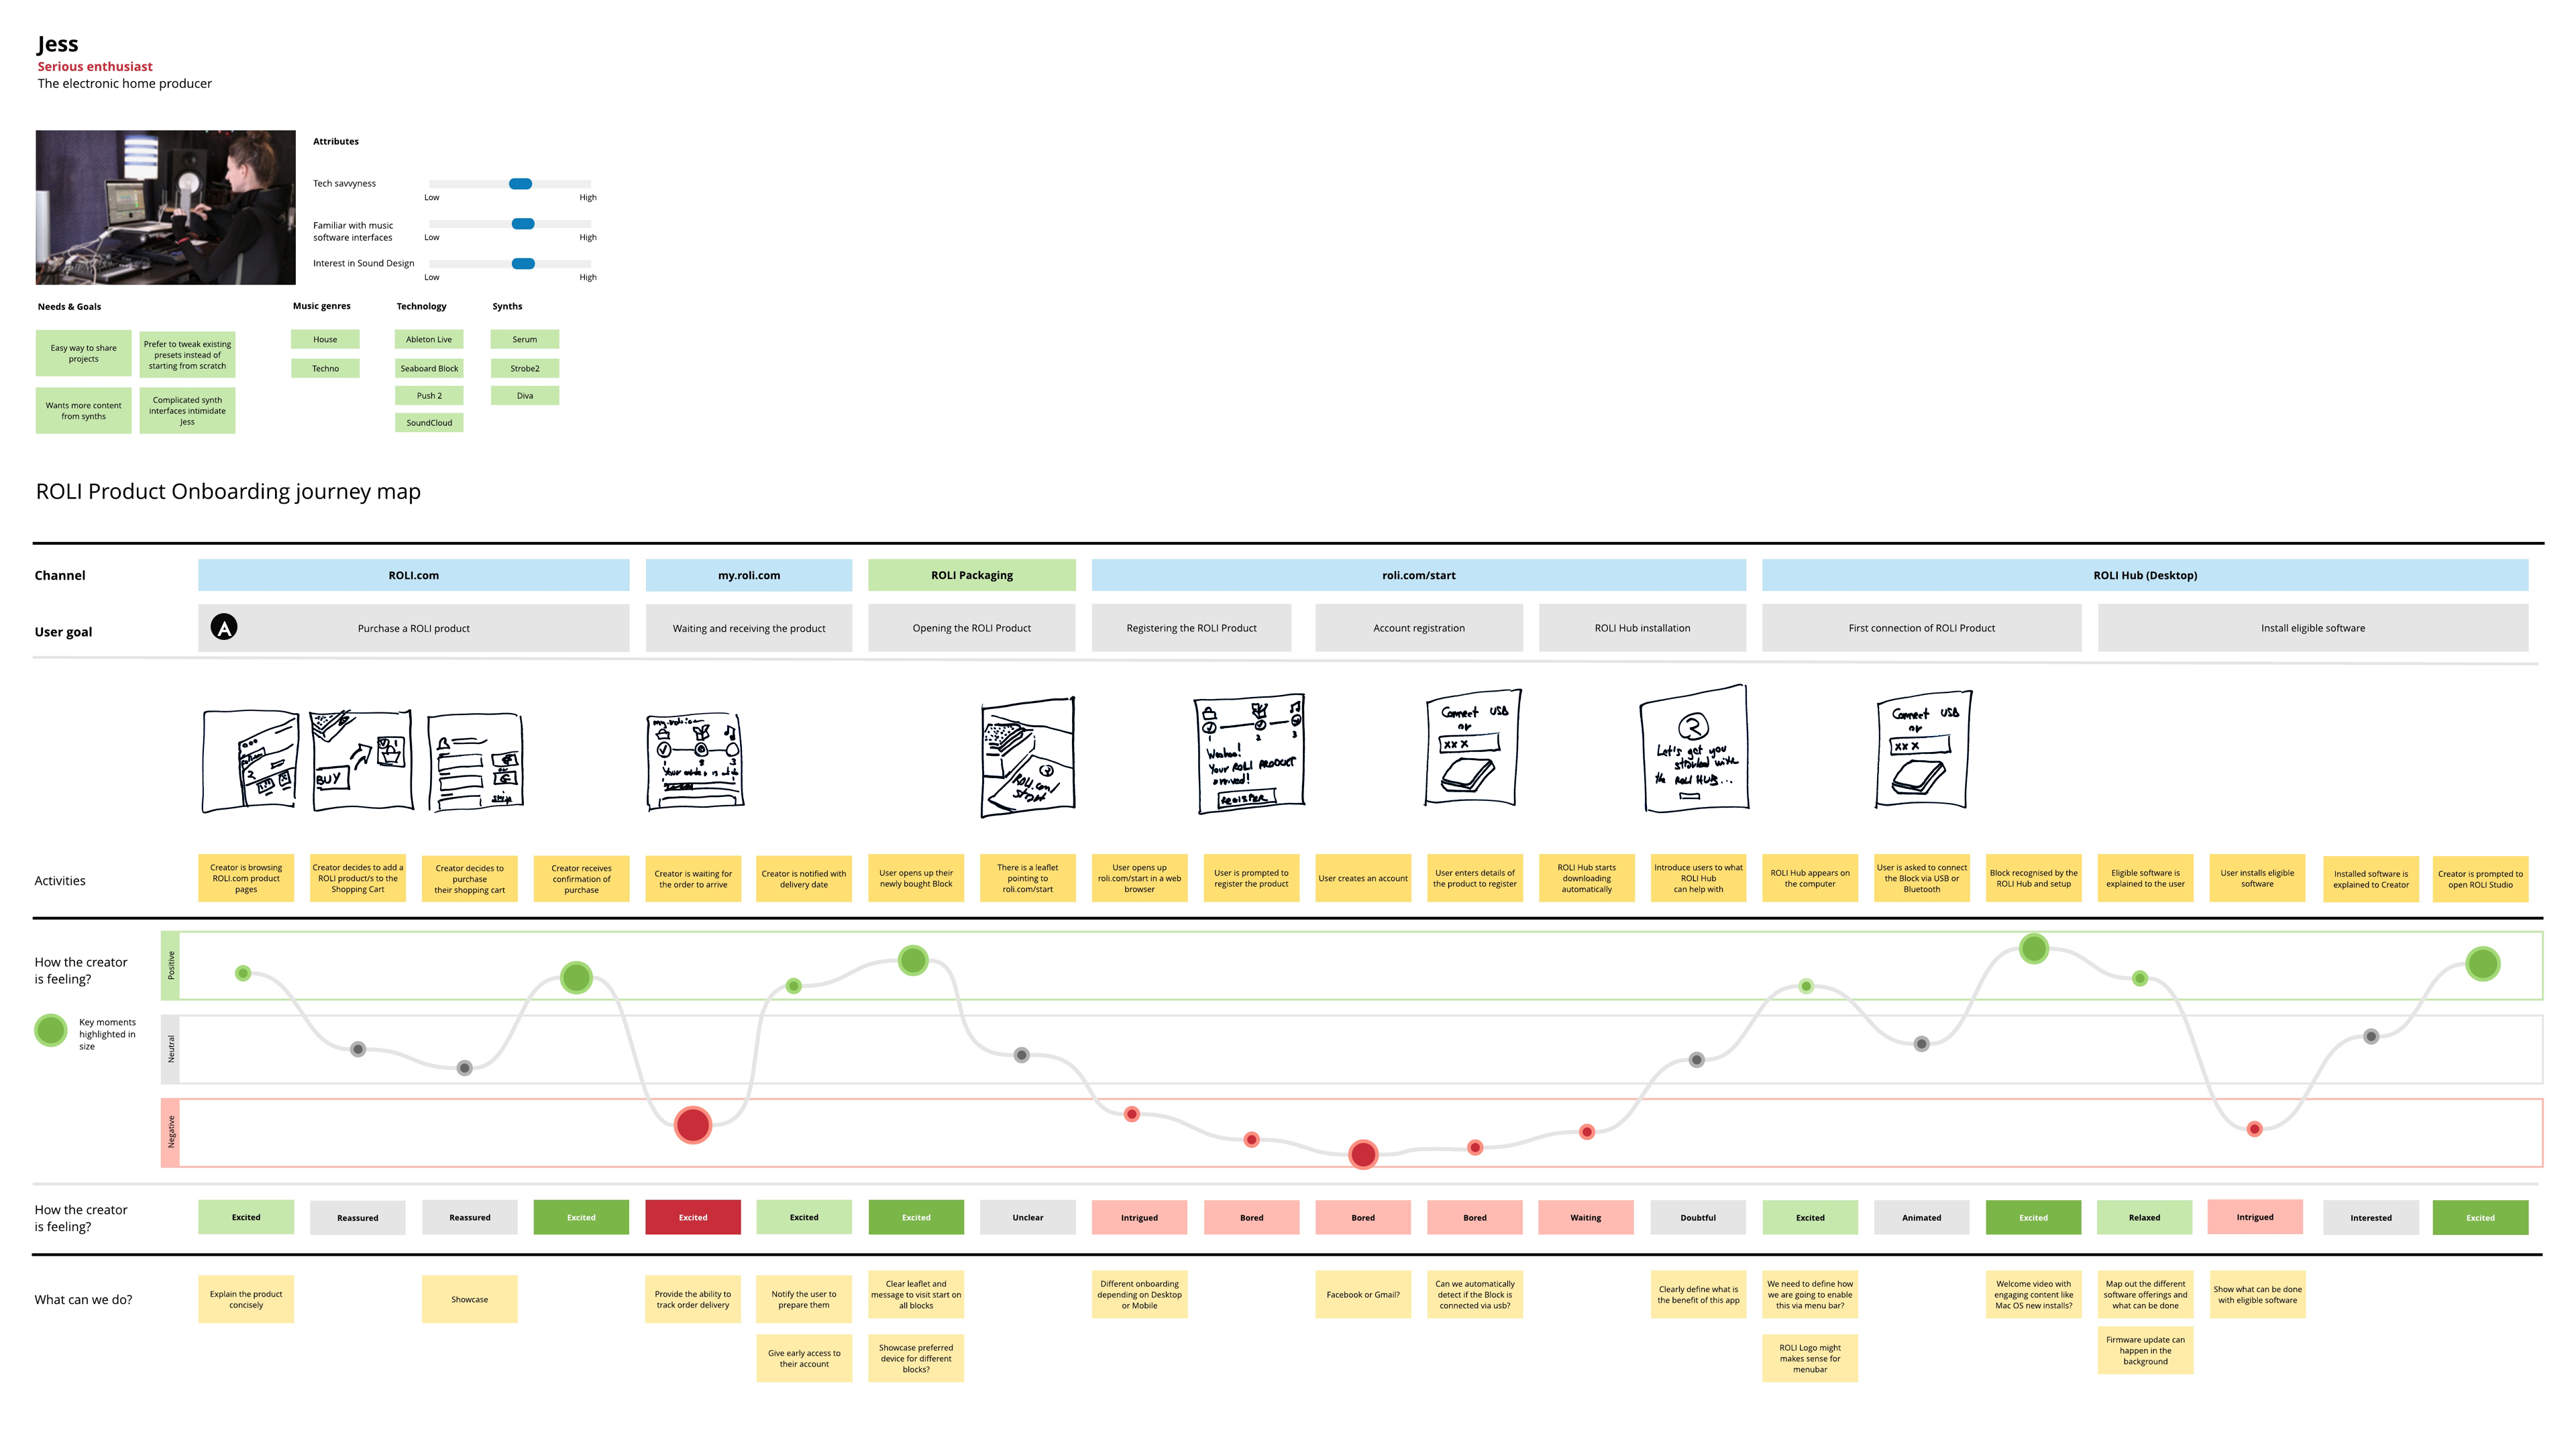 Jess
Serious enthusiast
The electronic home producer
Attributes
Tech savvyness
Low
High
Familiar with music
software interfaces
Low
High
Interest in Sound Design
Low
High
Needs & Goals
Easy way to share
projects
Prefer to tweak existing
presets instead of
starting from scratch
Wants more content
from synths
Complicated synth
interfaces intimidate
Jess
Music genres
House
Techno
Technology
Ableton Live
Seaboard Block
Push 2
SoundCloud
Synths
Serum
Strobe2
Diva
ROLI Product Onboarding journey map
Channel
ROLI.com
my.roli.com
ROLI Packaging
roli.com/start
ROLI Hub (Desktop)
User goal
A
Purchase a ROLI product
Waiting and receiving the product
Opening the ROLI Product
Registering the ROLI Product
Account registration
ROLI Hub installation
First connection of ROLI Product
Install eligible software
BUY
my.roli.com
Your order is
ROLI.com/
start
1
2
3
Woohoo!
Your ROLI PRODUCT
arrived!
REGISTER
Connect USB
or
xxx
3
Let's get you
started with
the ROLI HUB...
Connect USB
or
xxx
Activities
Creator is browsing
ROLI.com product
pages
Creator decides to add a
ROLI product/s to the
Shopping Cart
Creator decides to
purchase
their shopping cart
Creator receives
confirmation of
purchase
Creator is waiting for
the order to arrive
Creator is notified with
delivery date
User opens up their
newly bought Block
There is a leaflet
pointing to
roli.com/start
User opens up
roli.com/start in a web
browser
User is prompted to
register the product
User creates an account
User enters details of
the product to register
ROLI Hub starts
downloading
automatically
Introduce users to what
ROLI Hub
can help with
ROLI Hub appears on
the computer
User is asked to connect
the Block via USB or
Bluetooth
Block recognised by the
ROLI Hub and setup
Eligible software is
explained to the user
User installs eligible
software
Installed software is
explained to Creator
Creator is prompted to
open ROLI Studio
How the creator
is feeling?
Key moments
highlighted in
size
Positive
Neutral
Negative
How the creator
is feeling?
Excited
Reassured
Reassured
Excited
Excited
Excited
Excited
Unclear
Intrigued
Bored
Bored
Bored
Waiting
Doubtful
Excited
Animated
Excited
Relaxed
Intrigued
Interested
Excited
What can we do?
Explain the product
concisely
Showcase
Provide the ability to
track order delivery
Notify the user to
prepare them
Give early access to
their account
Clear leaflet and
message to visit start on
all blocks
Showcase preferred
device for different
blocks?
Different onboarding
depending on Desktop
or Mobile
Facebook or Gmail?
Can we automatically
detect if the Block is
connected via usb?
Clearly define what is
the benefit of this app
We need to define how
we are going to enable
this via menu bar?
ROLI Logo might
makes sense for
menubar
Welcome video with
engaging content like
Mac OS new installs?
Map out the different
software offerings and
what can be done
Firmware update can
happen in the
background
Show what can be done
with eligible software